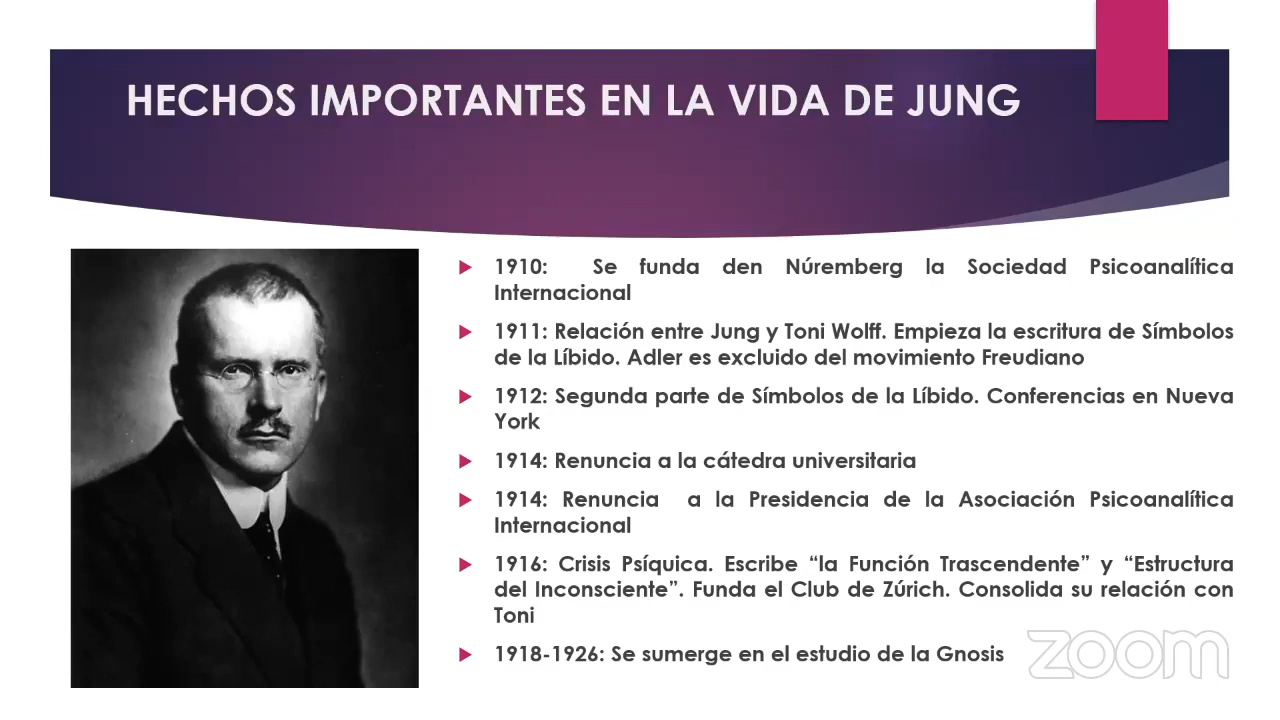 HECHOS IMPORTANTES EN LA VIDA DE JUNG
1910: Se funda den Núremberg la Sociedad Psicoanalítica
Internacional
1911: Relación entre Jung y Toni Wolff. Empieza la escritura de Símbolos
de la Líbido. Adler es excluido del movimiento Freudiano
1912: Segunda parte de Símbolos de la Líbido. Conferencias en Nueva
York
1914: Renuncia a la cátedra universitaria
1914: Renuncia a la Presidencia de la Asociación Psicoanalítica
Internacional
1916: Crisis Psíquica. Escribe “la Función Trascendente” y “Estructura
del Inconsciente”. Funda el Club de Zúrich. Consolida su relación con
Toni
1918-1926: Se sumerge en el estudio de la Gnosis
zoom